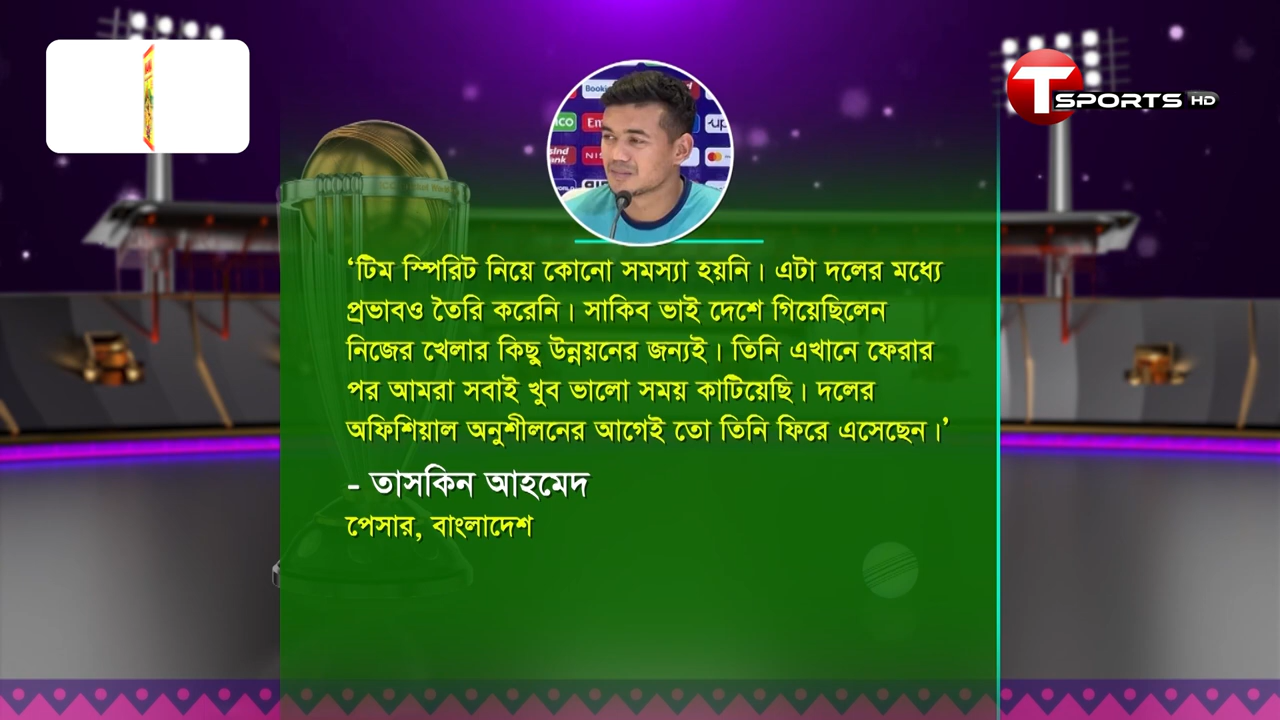 T SPORTS HD
‘টিম স্পিরিট নিয়ে কোনো সমস্যা হয়নি। এটা দলের মধ্যে
প্রভাবও তৈরি করেনি। সাকিব ভাই দেশে গিয়েছিলেন
নিজের খেলার কিছু উন্নয়নের জন্যই। তিনি এখানে ফেরার
পর আমরা সবাই খুব ভালো সময় কাটিয়েছি। দলের
অফিশিয়াল অনুশীলনের আগেই তো তিনি ফিরে এসেছেন।’
- তাসকিন আহমেদ
পেসার, বাংলাদেশ